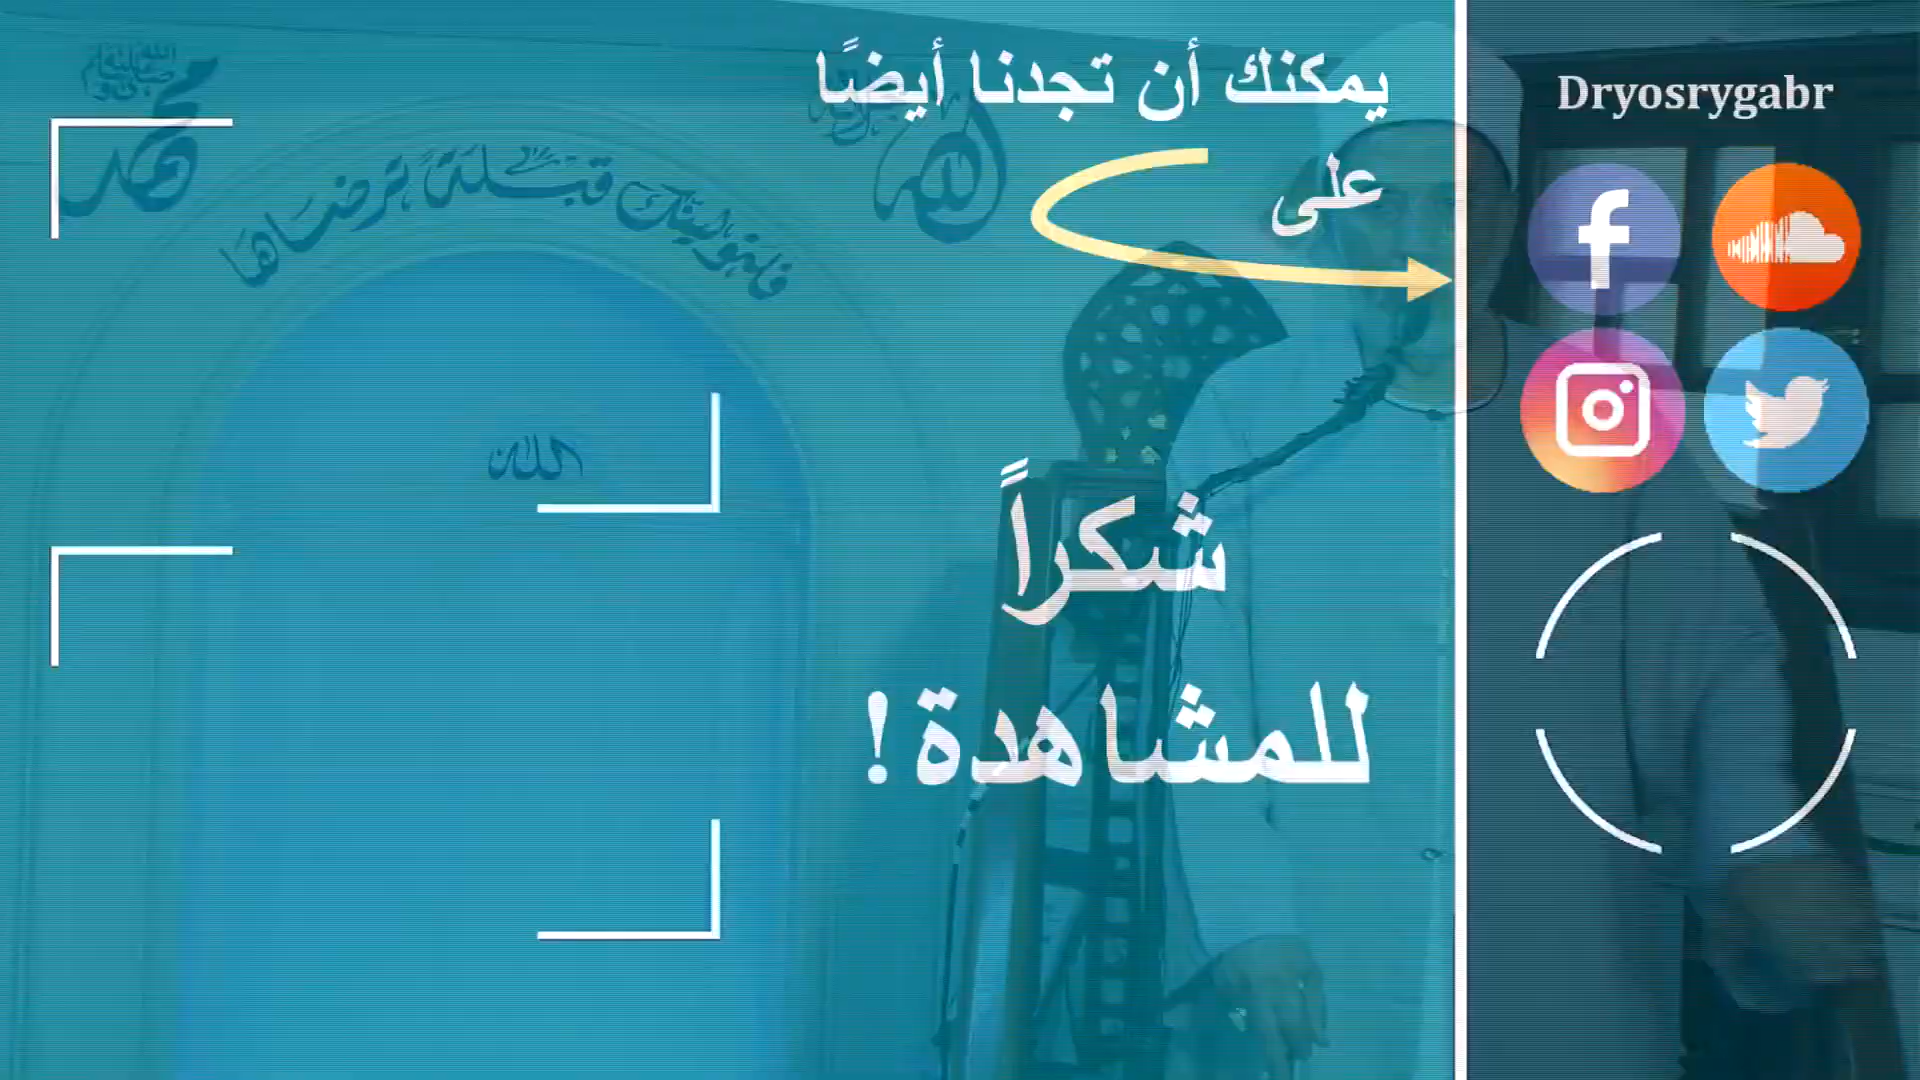 يمكنك أن تجدنا أيضًا
على
Dryosrygabr
شكراً
للمشاهدة!
محمد
الله
فلنولينك قبلة ترضاها
الله